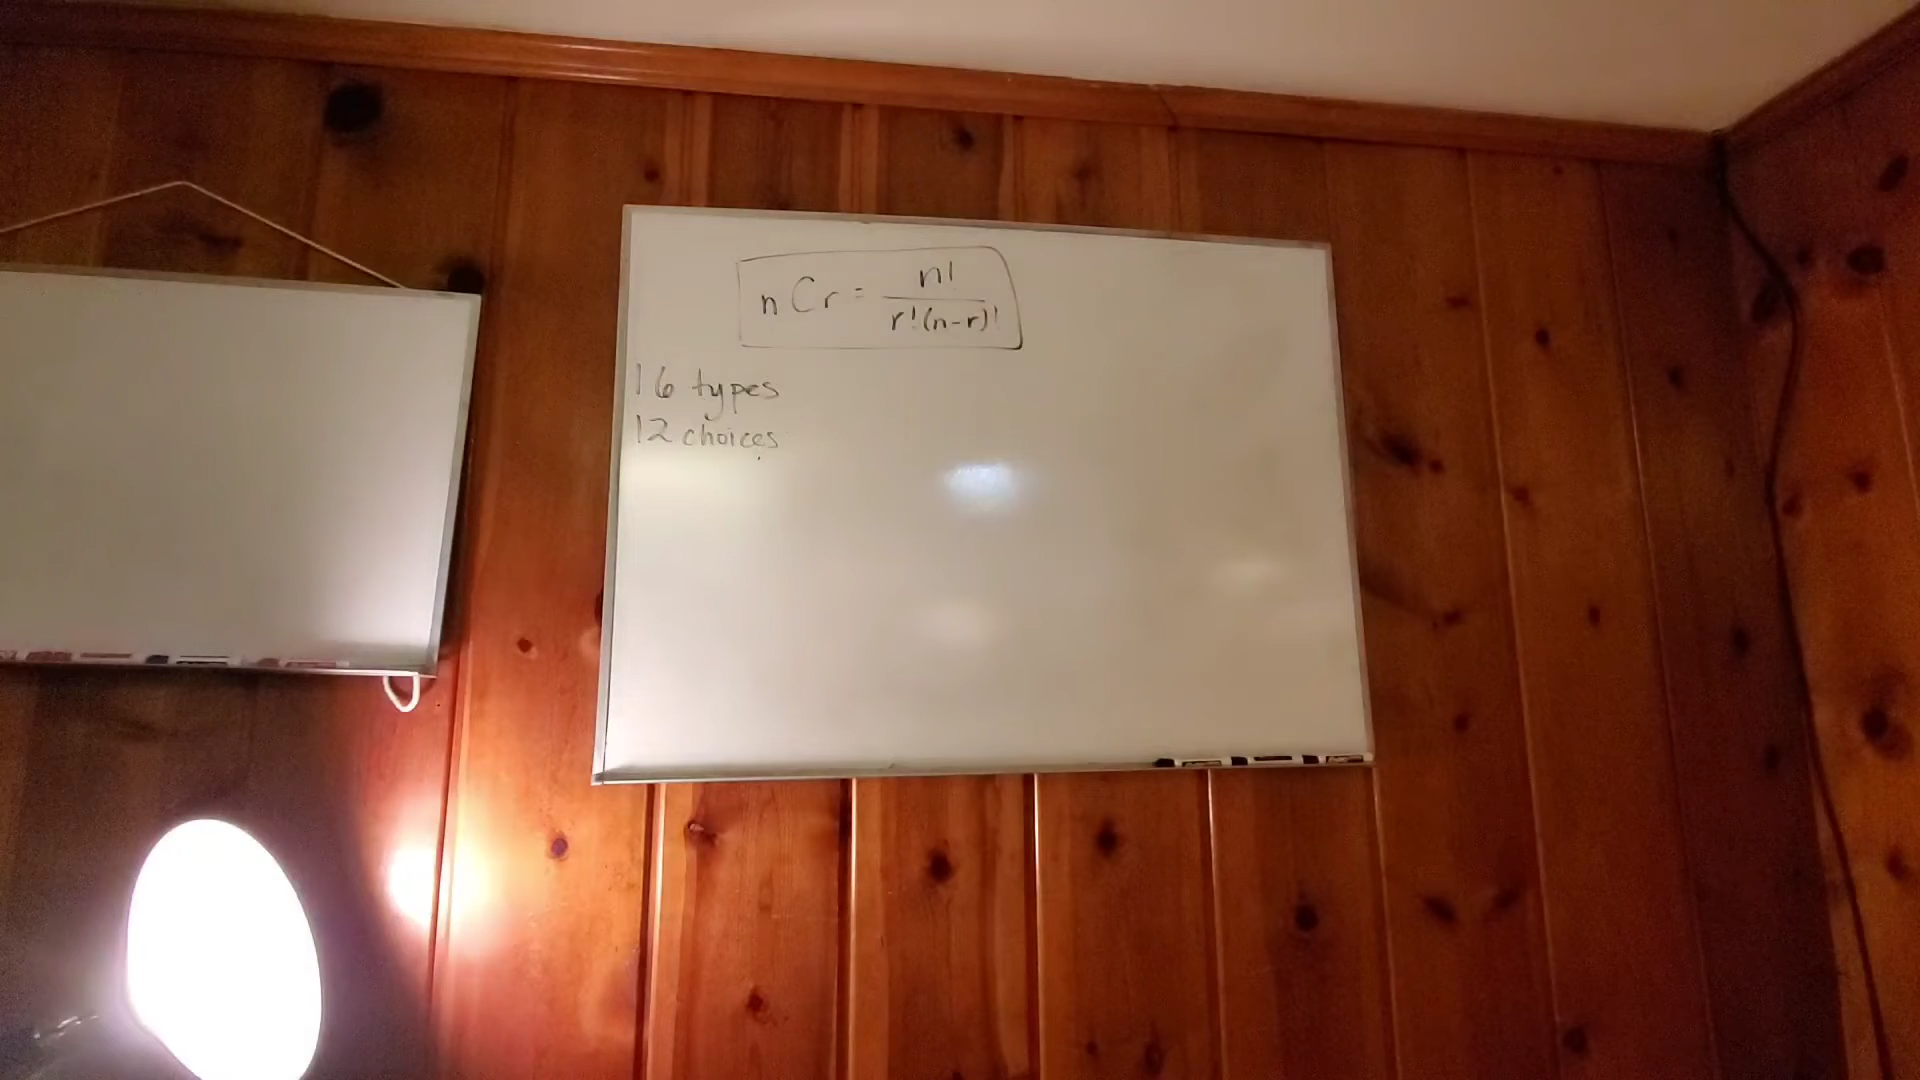 nCr = n!/r!(n-r)!
16 types
12 choices